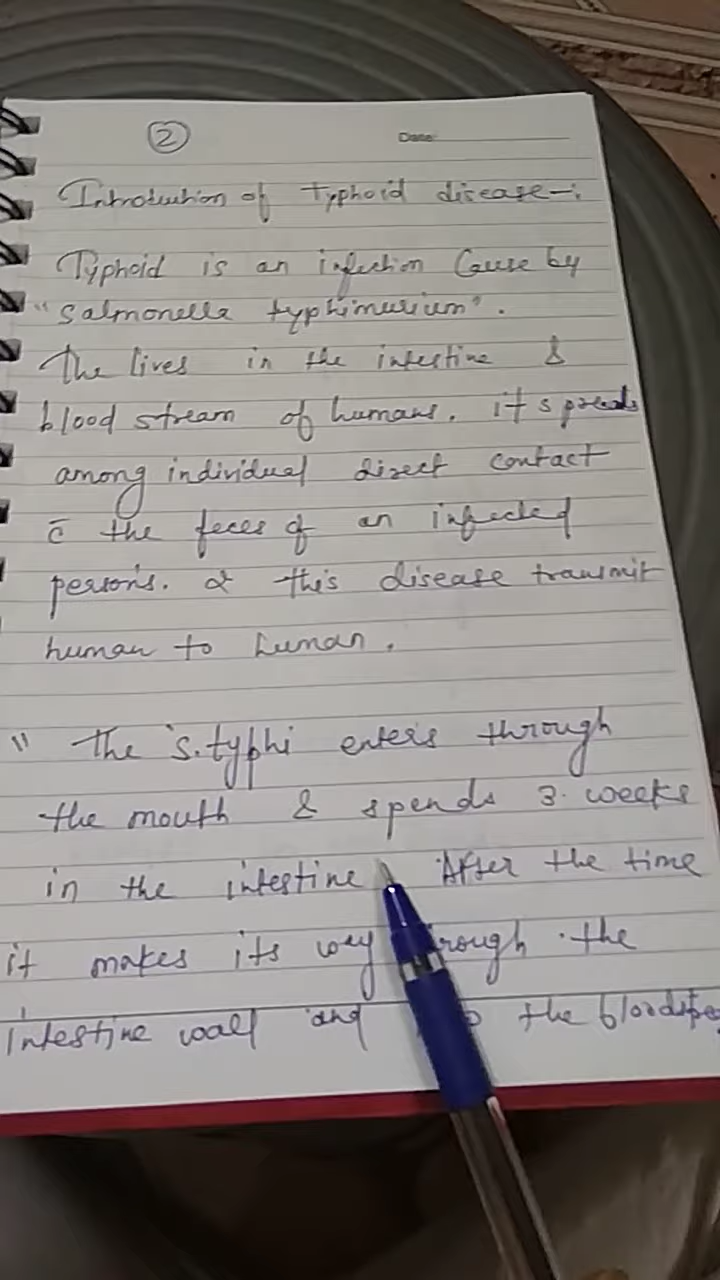 2
Date:
Introduction of Typhoid disease-:
Typhoid is an infection Cause by
"Salmonella typhimurium".
The lives in the intestine &
blood stream of humans. it spreads
among individual direct contact
c̄ the feces of an infected
person's. & this disease transmit
human to human.
" The s.typhi enters through
the mouth & spends 3. weeks
in the intestine After the time
it makes its way through the
Intestine wall and the bloodstre